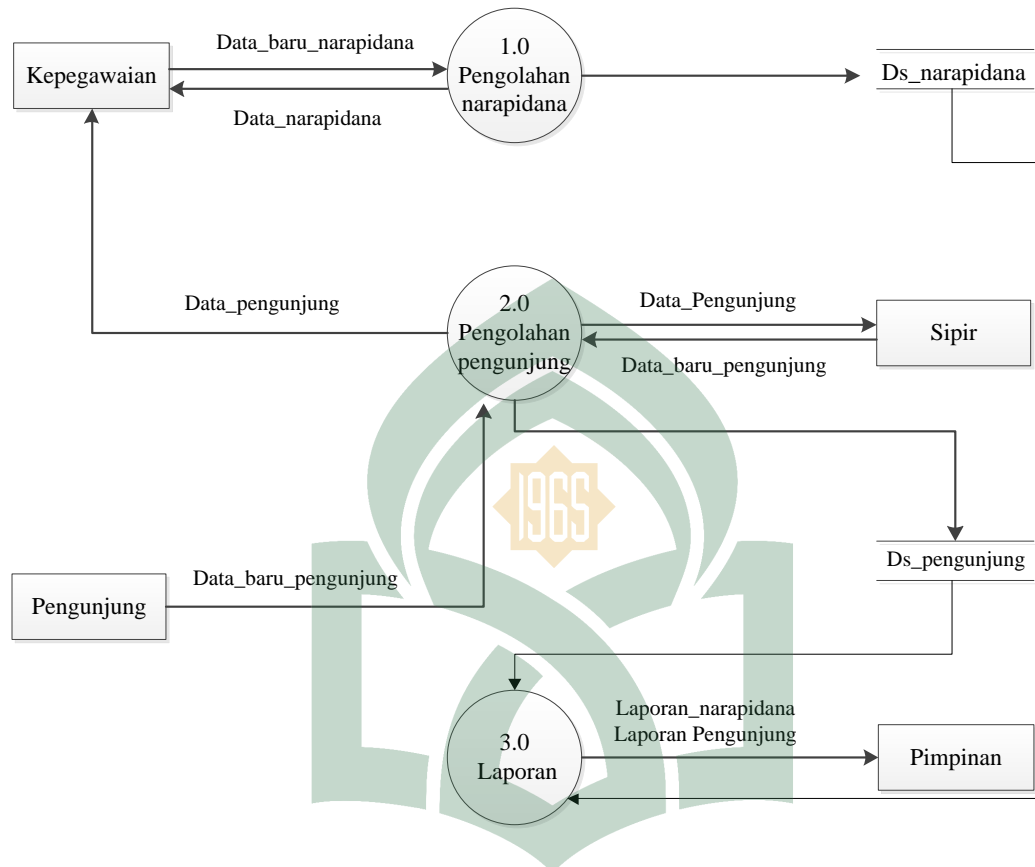 Data_baru_narapidana
Kepegawaian
Data_narapidana
1.0
Pengolahan
narapidana
Ds_narapidana
Data_pengunjung
2.0
Pengolahan
pengunjung
Data_Pengunjung
Data_baru_pengunjung
Sipir
1965
Ds_pengunjung
Pengunjung
Data_baru_pengunjung
3.0
Laporan
Laporan_narapidana
Laporan Pengunjung
Pimpinan